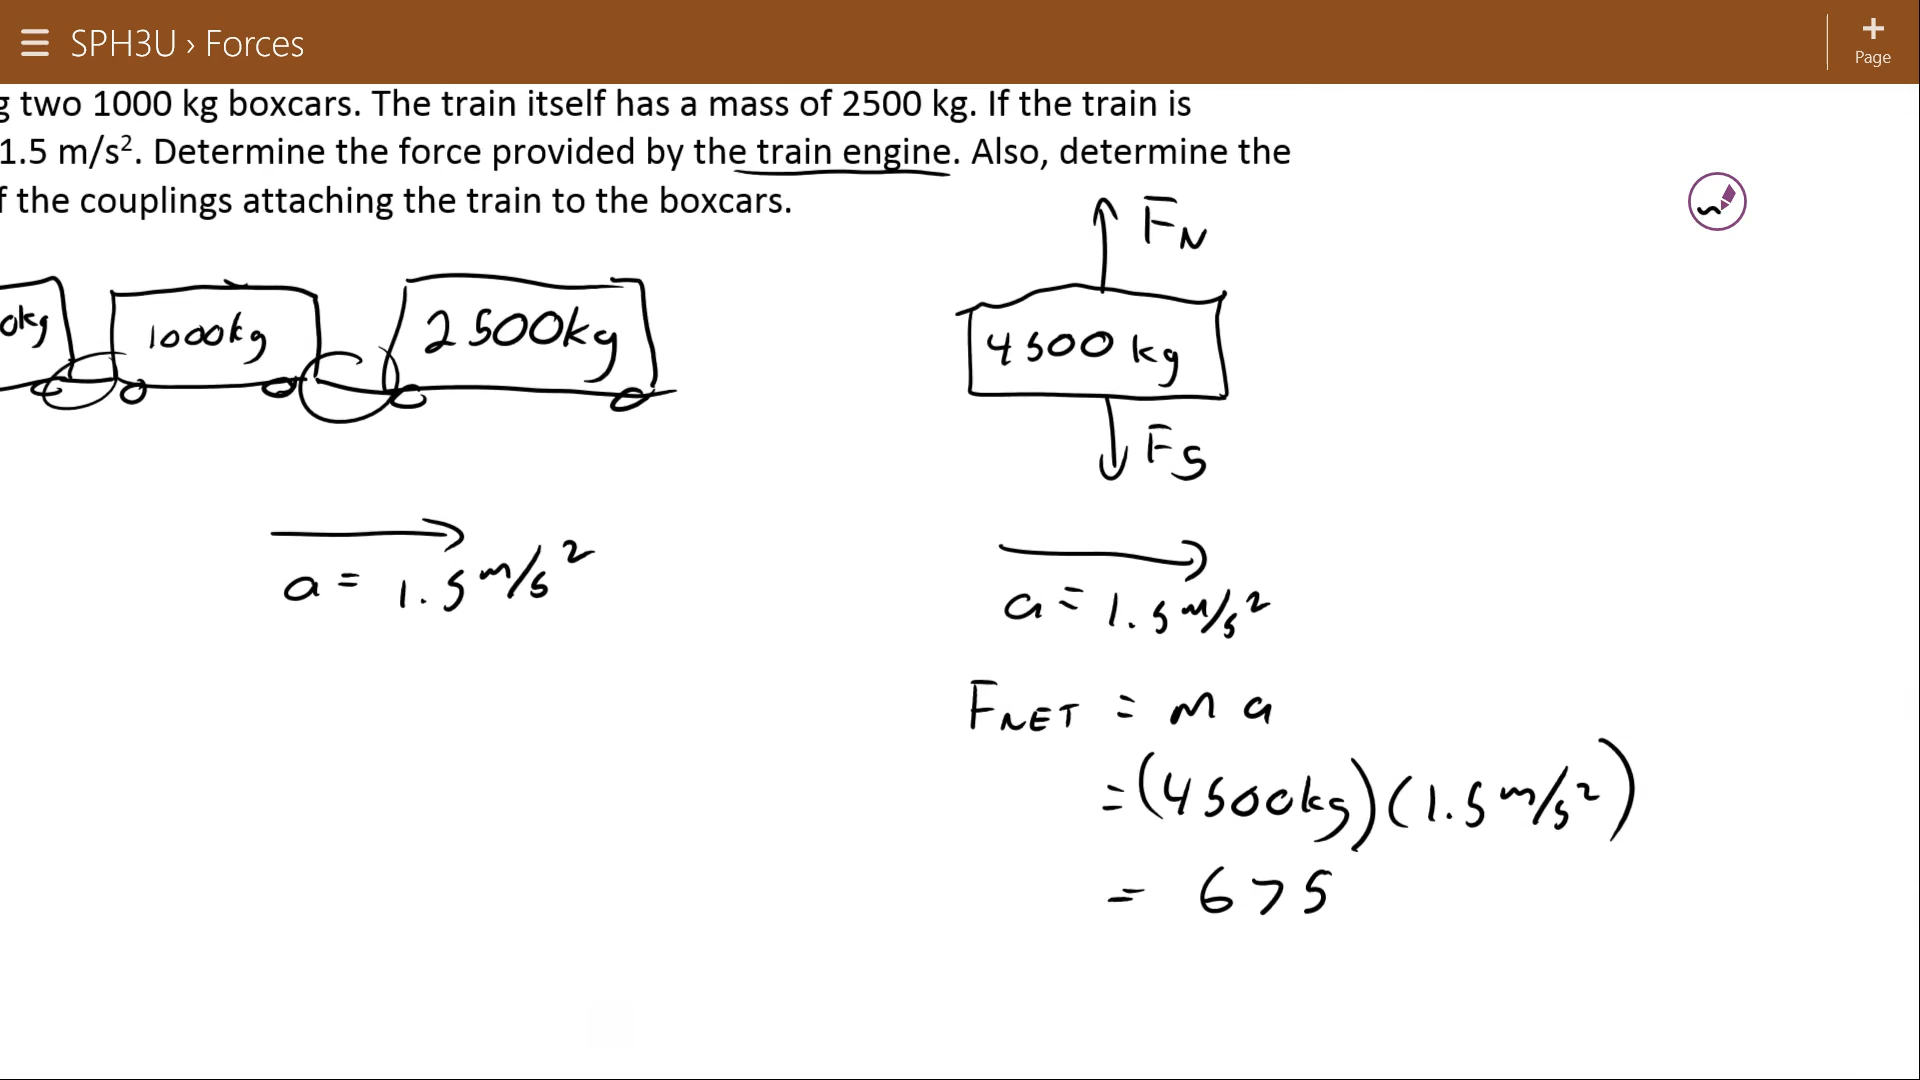 SPH3U › Forces
+
Page
g two 1000 kg boxcars. The train itself has a mass of 2500 kg. If the train is
1.5 m/s². Determine the force provided by the train engine. Also, determine the
f the couplings attaching the train to the boxcars.
0kg
1000kg
2500kg
FN
4500 kg
Fg
a = 1.5 m/s²
a = 1.5 m/s²
FNET = m a
= (4500kg)(1.5 m/s²)
= 675